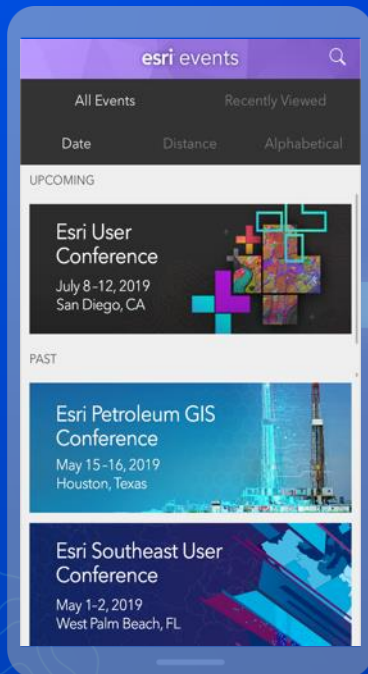 esri events
All Events Recently Viewed
Date Distance Alphabetical
UPCOMING
Esri User
Conference
July 8-12, 2019
San Diego, CA
PAST
Esri Petroleum GIS
Conference
May 15-16, 2019
Houston, Texas
Esri Southeast User
Conference
May 1-2, 2019
West Palm Beach, FL